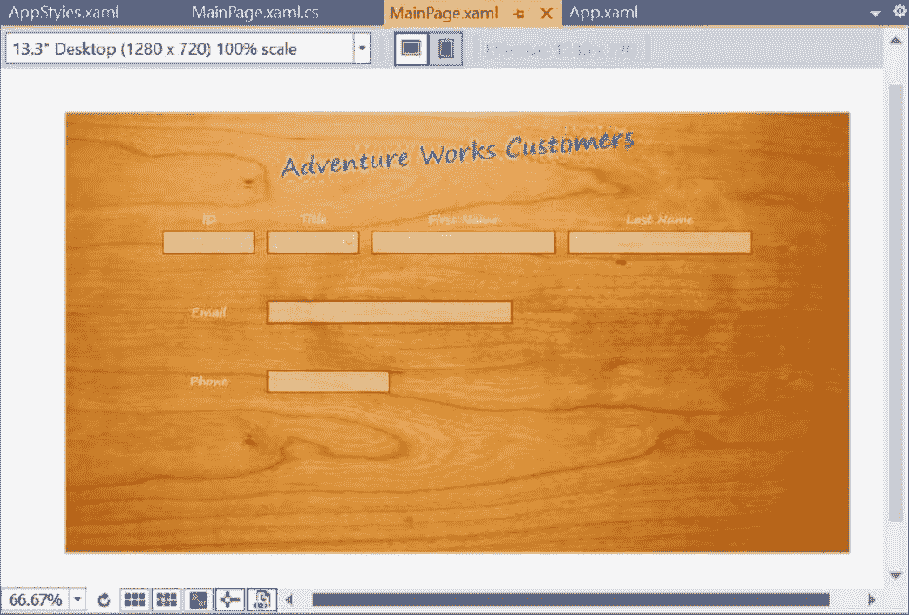 AppStyles.xaml MainPage.xaml.cs MainPage.xaml App.xaml
13.3" Desktop (1280 x 720) 100% scale
Adventure Works Customers
ID Title First Name Last Name
Email
Phone
66.67%